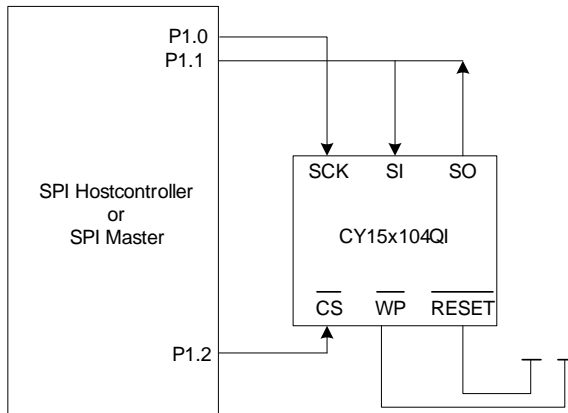 P1.0
P1.1
SCK SI SO
SPI Hostcontroller
or
SPI Master
CY15x104QI
CS WP RESET
P1.2